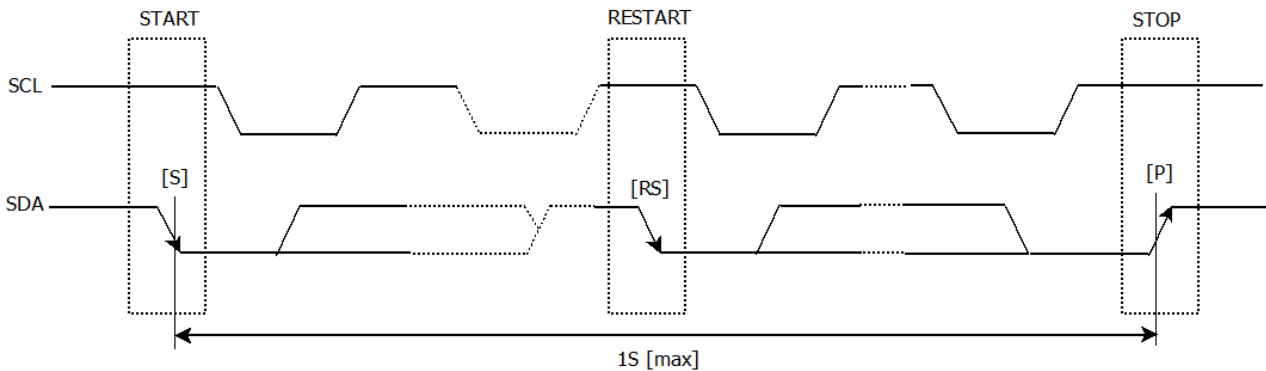 START
RESTART
STOP
SCL
[S]
[RS]
[P]
SDA
1S [max]